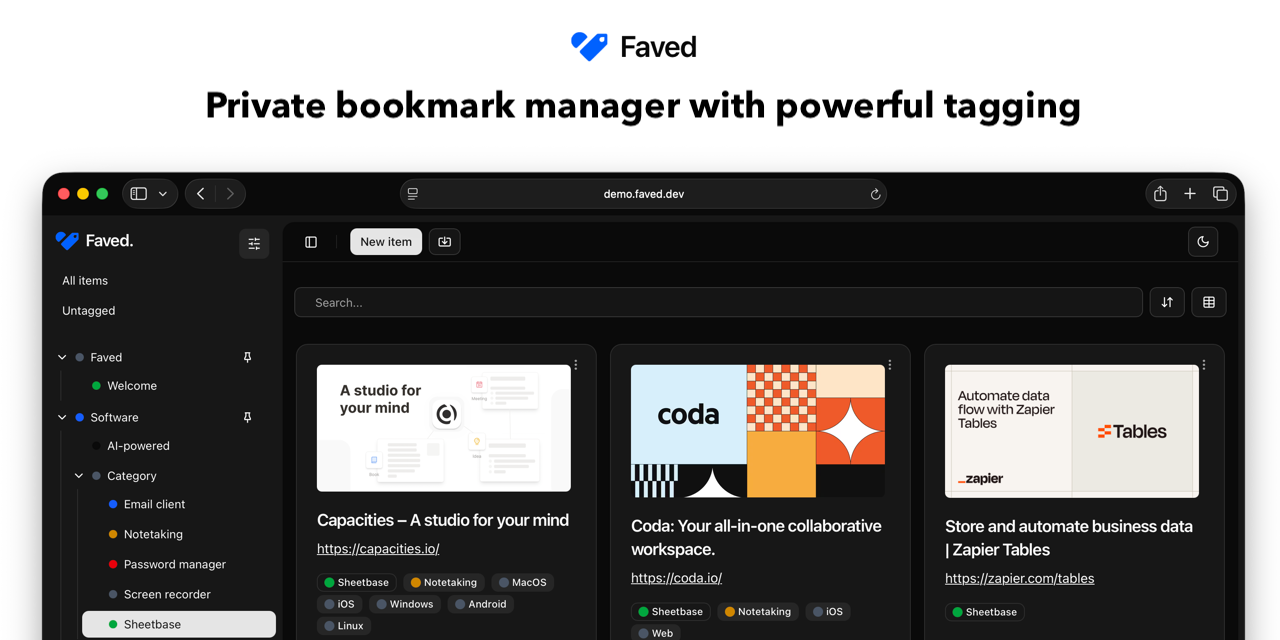 Faved
Private bookmark manager with powerful tagging
demo.faved.dev
Faved.
All items
Untagged
Faved
Welcome
Software
AI-powered
Category
Email client
Notetaking
Password manager
Screen recorder
Sheetbase
New item
Search...
A studio for
your mind
Capacities – A studio for your mind
https://capacities.io/
Sheetbase
Notetaking
MacOS
iOS
Windows
Android
Linux
coda
Coda: Your all-in-one collaborative
workspace.
https://coda.io/
Sheetbase
Notetaking
iOS
Web
Automate data
flow with Zapier
Tables
Tables
zapier
Store and automate business data
| Zapier Tables
https://zapier.com/tables
Sheetbase